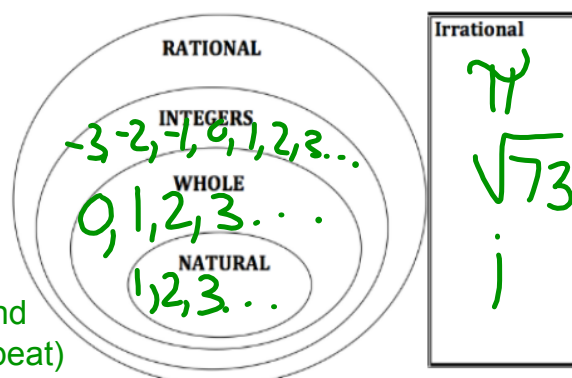 RATIONAL
INTEGERS
-3,-2,-1,0,1,2,3...
WHOLE
0,1,2,3....
NATURAL
1,2,3...
nd
peat)
Irrational
π
√73